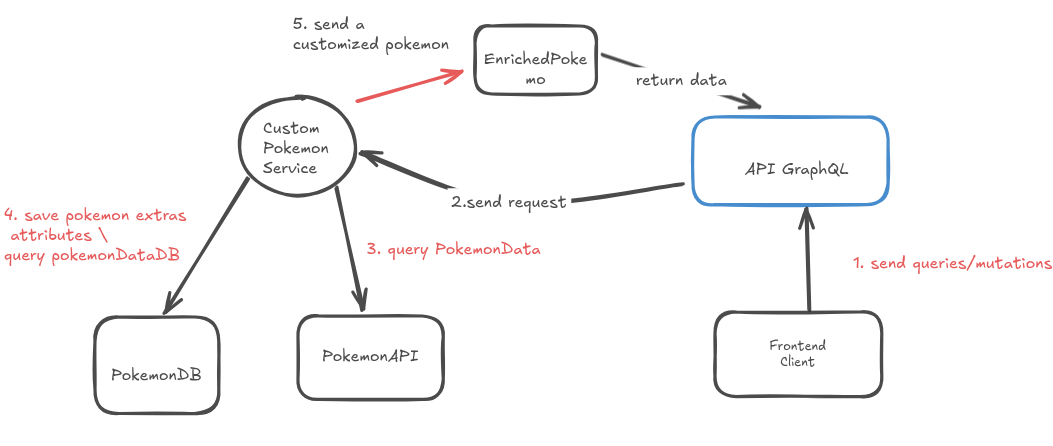 5. send a
customized pokemon
EnrichedPoke
mo
return data
Custom
Pokemon
Service
API GraphQL
2.send request
4. save pokemon extras
attributes \
query pokemonDataDB
3. query PokemonData
1. send queries/mutations
PokemonDB
PokemonAPI
Frontend
Client